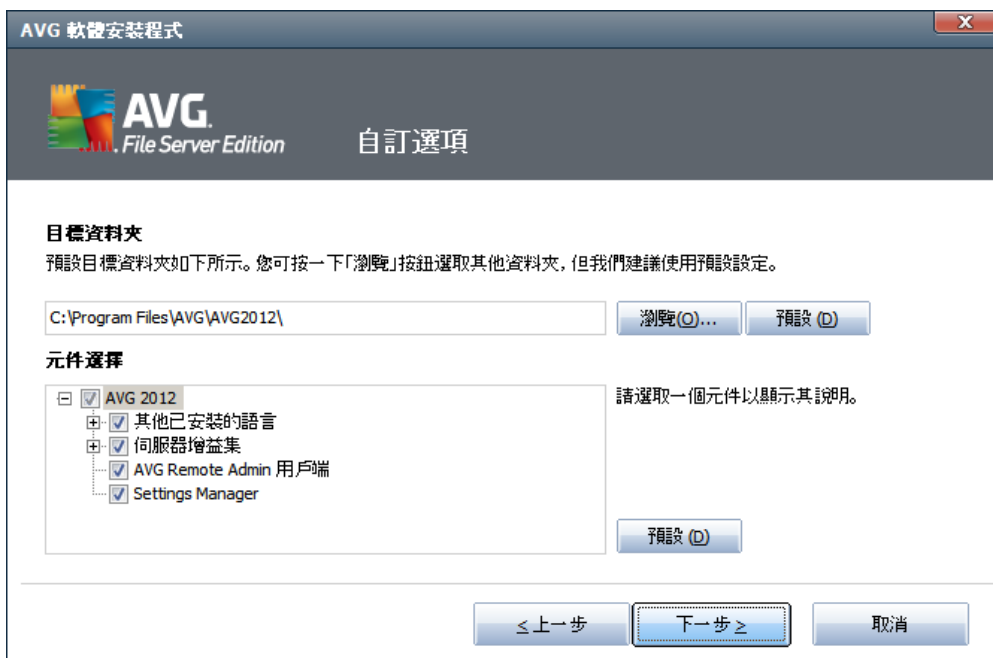 AVG 軟體安裝程式
AVG.
File Server Edition
自訂選項
目標資料夾
預設目標資料夾如下所示。您可按一下「瀏覽」按鈕選取其他資料夾，但我們建議使用預設設定。
C:\Program Files\AVG\AVG2012\
瀏覽(O)...
預設 (D)
元件選擇
AVG 2012
其他已安裝的語言
伺服器增益集
AVG Remote Admin 用戶端
Settings Manager
請選取一個元件以顯示其說明。
預設 (D)
≤上一步
下一步≥
取消